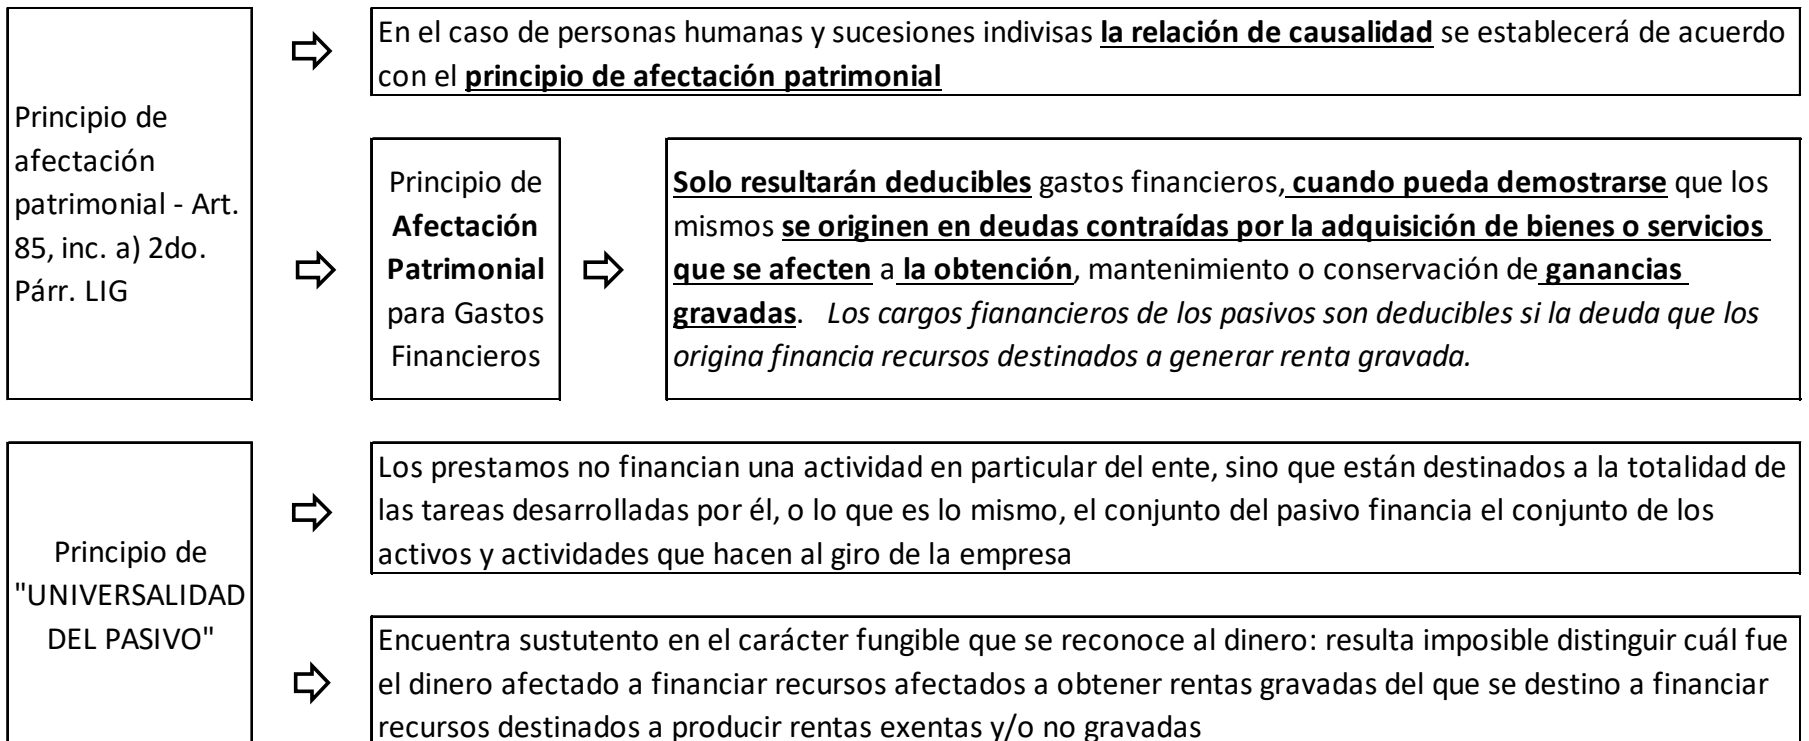 Principio de
afectación
patrimonial - Art.
85, inc. a) 2do.
Párr. LIG
En el caso de personas humanas y sucesiones indivisas la relación de causalidad se establecerá de acuerdo
con el principio de afectación patrimonial
Principio de
Afectación
Patrimonial
para Gastos
Financieros
Solo resultarán deducibles gastos financieros, cuando pueda demostrarse que los
mismos se originen en deudas contraídas por la adquisición de bienes o servicios
que se afecten a la obtención, mantenimiento o conservación de ganancias
gravadas. Los cargos fianancieros de los pasivos son deducibles si la deuda que los
origina financia recursos destinados a generar renta gravada.
Principio de
"UNIVERSALIDAD
DEL PASIVO"
Los prestamos no financian una actividad en particular del ente, sino que están destinados a la totalidad de
las tareas desarrolladas por él, o lo que es lo mismo, el conjunto del pasivo financia el conjunto de los
activos y actividades que hacen al giro de la empresa
Encuentra sustutento en el carácter fungible que se reconoce al dinero: resulta imposible distinguir cuál fue
el dinero afectado a financiar recursos afectados a obtener rentas gravadas del que se destino a financiar
recursos destinados a producir rentas exentas y/o no gravadas